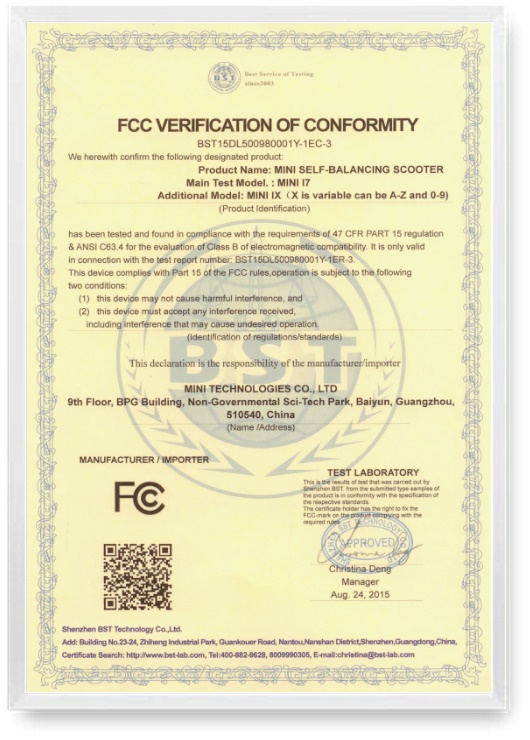 BST
Best Service of Testing
since2003
FCC VERIFICATION OF CONFORMITY
BST15DL500980001Y-1EC-3
We herewith confirm the following designated product:
Product Name: MINI SELF-BALANCING SCOOTER
Main Test Model. : MINI I7
Additional Model: MINI IX（X is variable can be A-Z and 0-9)
(Product Identification)
has been tested and found in compliance with the requirements of 47 CFR PART 15 regulation
& ANSI C63.4 for the evaluation of Class B of electromagnetic compatibility. It is only valid
in connection with the test report number: BST15DL500980001Y-1ER-3.
This device complies with Part 15 of the FCC rules,operation is subject to the following
two conditions:
(1) this device may not cause harmful interference, and
(2) this device must accept any interference received,
including interference that may cause undesired operation.
(Identification of regulations/standards)
BST
This declaration is the responsibility of the manufacturer/importer
MINI TECHNOLOGIES CO., LTD
9th Floor, BPG Building, Non-Governmental Sci-Tech Park, Baiyun, Guangzhou,
510540, China
(Name /Address)
MANUFACTURER / IMPORTER
FC
TEST LABORATORY
This is the results of test that was carried out by
Shenzhen BST. from the submitted type samples of
the product is in conformity with the specification of
the respective standards.
The certificate holder has the right to fix the
FCC-mark on the product complying with the
required rules
APPROVED
Christina Deng
Manager
Aug. 24, 2015
Shenzhen BST Technology Co.,Ltd.
Add: Building No.23-24, Zhiheng Industrial Park, Guankouer Road, Nantou,Nanshan District,Shenzhen,Guangdong,China,
Certificate Search: http://www.bst-lab.com, Tel:400-882-9628, 8009990305, E-mail:christina@bst-lab.com